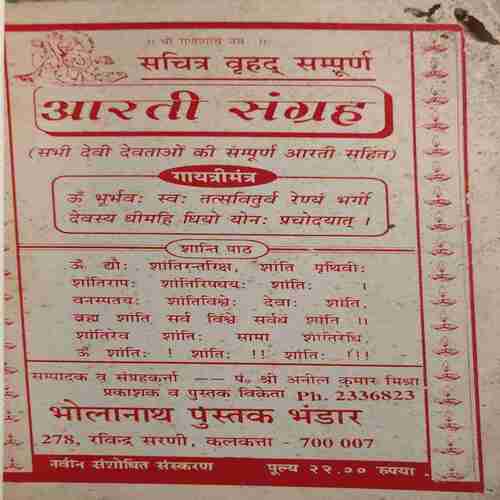 ।। श्री गणेशाय नमः ।।
सचित्र वृहद् सम्पूर्ण
आरती संग्रह
(सभी देवी देवताओं की सम्पूर्ण आरती सहित)
गायत्रीमंत्र
ॐ भूर्भवः स्वः तत्सवितुर्व रेण्यं भर्गो
देवस्य धीमहि धियो योनः प्रचोदयात् ।
शान्ति पाठ
ॐ द्यौः शांतिरन्तरिक्ष, शांति पृथिवीः
शांतिरापः शांतिरिषधयः शांतिः ।
वनस्पतयः शांतिविश्वेः देवाः शांति,
ब्रह्म शांति सर्व विश्वे सर्वथ शांति ।।
शांतिरेव शांतिः सामा शांतिरेधि
ॐ शांतिः ! शांतिः !! शांतिः !!!
सम्पादक व संग्रहकर्त्ता —— पं. श्री अनील कुमार मिश्रा
प्रकाशक व पुस्तक विक्रेता Ph. 2336823
भोलानाथ पुस्तक भंडार
278, रविन्द्र सरणी, कलकत्ता - 700 007
नवीन संशोधित संस्करण मूल्य २२.०० रुपया